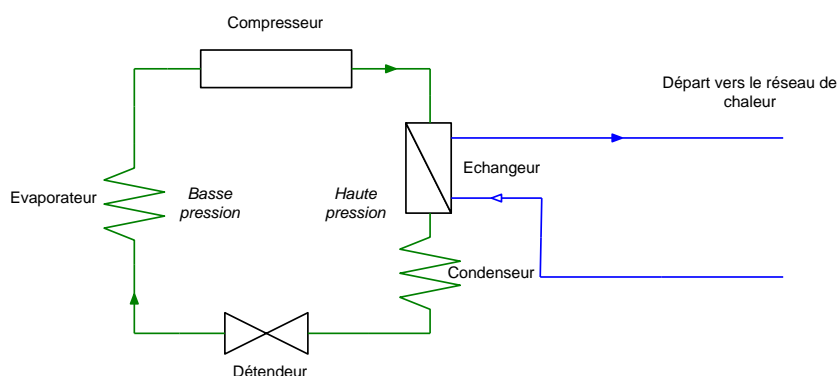 Compresseur
Départ vers le réseau de
chaleur
Echangeur
Evaporateur
Basse
pression
Haute
pression
Condenseur
Détendeur